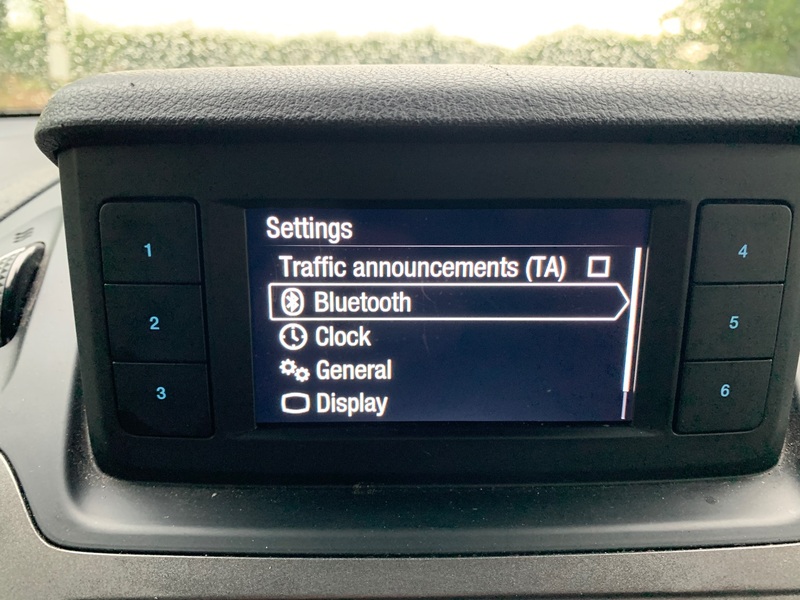 Settings
Traffic announcements (TA)
Bluetooth
Clock
General
Display
1
2
3
4
5
6